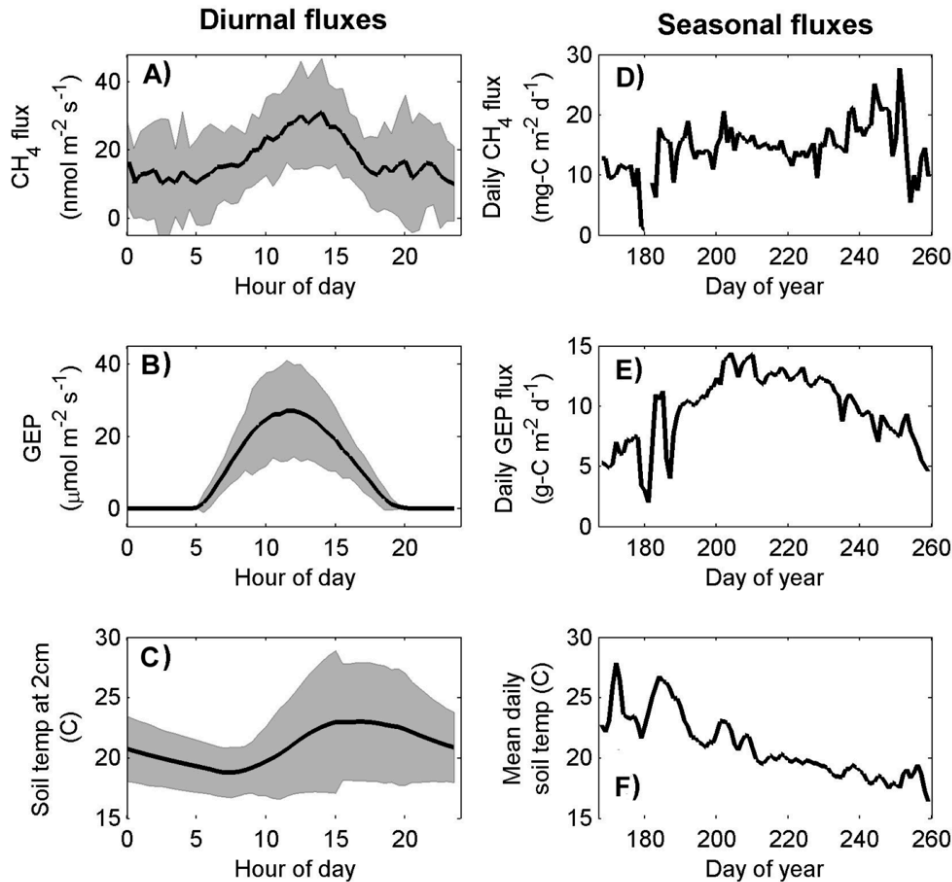 Diurnal fluxes
Seasonal fluxes
A)
CH4 flux
(nmol m-2 s-1)
40
20
0
0 5 10 15 20
Hour of day
D)
Daily CH4 flux
(mg-C m-2 d-1)
30
20
10
0
180 200 220 240 260
Day of year
B)
GEP
(μmol m-2 s-1)
40
20
0
0 5 10 15 20
Hour of day
E)
Daily GEP flux
(g-C m-2 d-1)
15
10
5
0
180 200 220 240 260
Day of year
C)
Soil temp at 2cm
(C)
30
25
20
15
0 5 10 15 20
Hour of day
F)
Mean daily
soil temp (C)
30
25
20
15
180 200 220 240 260
Day of year